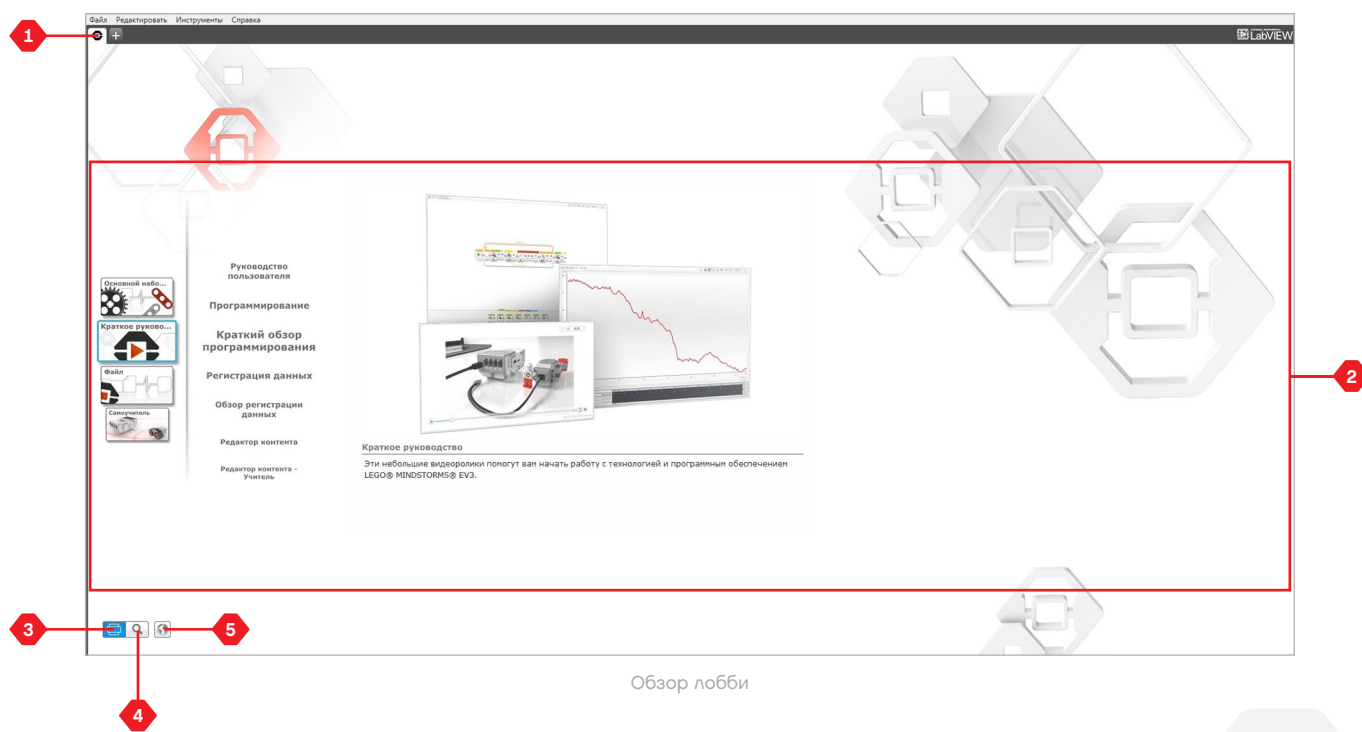 Файл Редактировать Инструменты Справка
1
LabVIEW
Основной набо...
Краткое руково...
Файл
Самоучитель
Руководство
пользователя
Программирование
Краткий обзор
программирования
Регистрация данных
Обзор регистрации
данных
Редактор контента
Редактор контента -
Учитель
Краткое руководство
Эти небольшие видеоролики помогут вам начать работу с технологией и программным обеспечением
LEGO® MINDSTORMS® EV3.
2
3
5
4
Обзор лобби